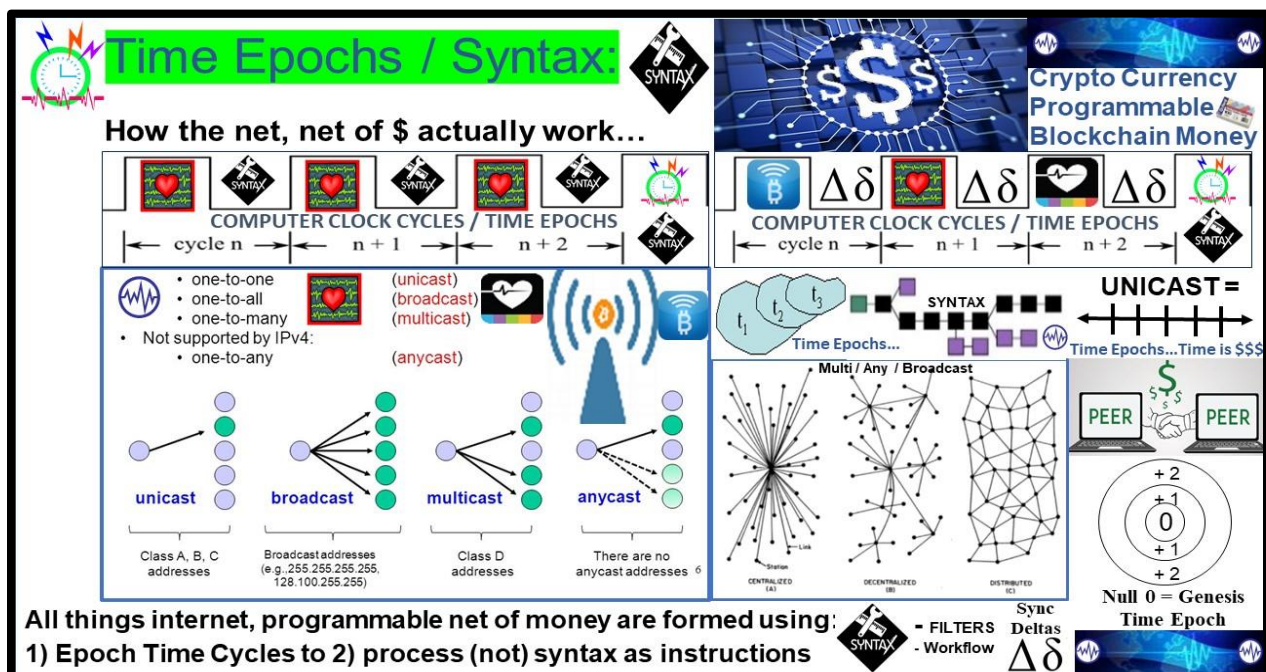 Time Epochs / Syntax:
SYNTAX
How the net, net of $ actually work…
SYNTAX
SYNTAX
SYNTAX
COMPUTER CLOCK CYCLES / TIME EPOCHS
cycle n
n + 1
n + 2
SYNTAX
$ $ $
Crypto Currency
Programmable
Blockchain Money
Δδ
Δδ
Δδ
COMPUTER CLOCK CYCLES / TIME EPOCHS
cycle n
n + 1
n + 2
SYNTAX
• one-to-one (unicast)
• one-to-all (broadcast)
• one-to-many (multicast)
• Not supported by IPv4:
• one-to-any (anycast)
unicast
broadcast
multicast
anycast
Class A, B, C
addresses
Broadcast addresses
(e.g.,255.255.255.255,
128.100.255.255)
Class D
addresses
There are no
anycast addresses 6
t1
t2
t3
Time Epochs...
SYNTAX
UNICAST =
Time Epochs...Time is $$$
Multi / Any / Broadcast
Link
Station
CENTRALIZED
(A)
DECENTRALIZED
(B)
DISTRIBUTED
(C)
$
$ $
$ $
PEER
PEER
+ 2
+ 1
0
+ 1
+ 2
Null 0 = Genesis
Time Epoch
All things internet, programmable net of money are formed using:
1) Epoch Time Cycles to 2) process (not) syntax as instructions
SYNTAX
- FILTERS
- Workflow
Sync
Deltas
Δδ